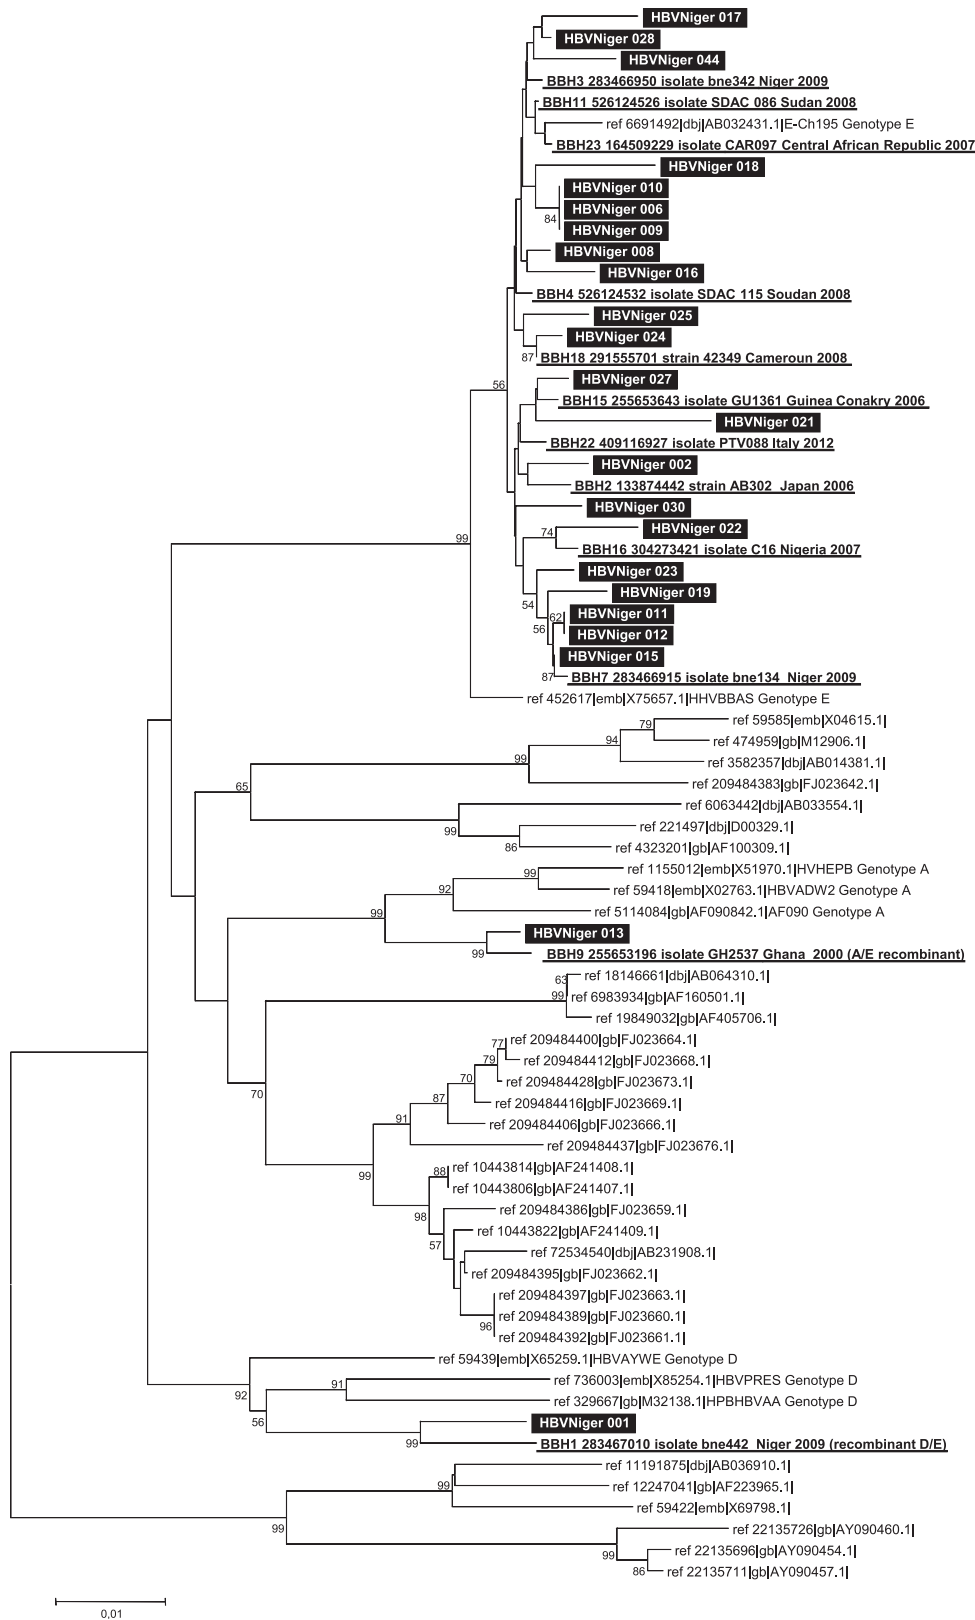 HBVNiger 017
HBVNiger 028
HBVNiger 044
BBH3 283466950 isolate bne342 Niger 2009
BBH11 526124526 isolate SDAC 086 Sudan 2008
ref 6691492|dbj|AB032431.1|E-Ch195 Genotype E
BBH23 164509229 isolate CAR097 Central African Republic 2007
HBVNiger 018
HBVNiger 010
HBVNiger 006
84
HBVNiger 009
HBVNiger 008
HBVNiger 016
BBH4 526124532 isolate SDAC 115 Soudan 2008
HBVNiger 025
HBVNiger 024
87
BBH18 291555701 strain 42349 Cameroun 2008
HBVNiger 027
56
BBH15 255653643 isolate GU1361 Guinea Conakry 2006
HBVNiger 021
BBH22 409116927 isolate PTV088 Italy 2012
HBVNiger 002
BBH2 133874442 strain AB302 Japan 2006
HBVNiger 030
74
HBVNiger 022
99
BBH16 304273421 isolate C16 Nigeria 2007
HBVNiger 023
54
HBVNiger 019
62
HBVNiger 011
56
HBVNiger 012
HBVNiger 015
87
BBH7 283466915 isolate bne134 Niger 2009
ref 452617|emb|X75657.1|HHVBBAS Genotype E
ref 59585|emb|X04615.1|
79
94
ref 474959|gb|M12906.1|
99
ref 3582357|dbj|AB014381.1|
ref 209484383|gb|FJ023642.1|
65
ref 6063442|dbj|AB033554.1|
99
ref 221497|dbj|D00329.1|
86
ref 4323201|gb|AF100309.1|
99
ref 1155012|emb|X51970.1|HVHEPB Genotype A
92
ref 59418|emb|X02763.1|HBVADW2 Genotype A
99
ref 5114084|gb|AF090842.1|AF090 Genotype A
HBVNiger 013
99
BBH9 255653196 isolate GH2537 Ghana 2000 (A/E recombinant)
63
ref 18146661|dbj|AB064310.1|
99
ref 6983934|gb|AF160501.1|
ref 19849032|gb|AF405706.1|
77
ref 209484400|gb|FJ023664.1|
79
ref 209484412|gb|FJ023668.1|
70
ref 209484428|gb|FJ023673.1|
70
87
ref 209484416|gb|FJ023669.1|
91
ref 209484406|gb|FJ023666.1|
ref 209484437|gb|FJ023676.1|
99
88
ref 10443814|gb|AF241408.1|
ref 10443806|gb|AF241407.1|
98
ref 209484386|gb|FJ023659.1|
57
ref 10443822|gb|AF241409.1|
ref 72534540|dbj|AB231908.1|
ref 209484395|gb|FJ023662.1|
ref 209484397|gb|FJ023663.1|
ref 209484389|gb|FJ023660.1|
96
ref 209484392|gb|FJ023661.1|
ref 59439|emb|X65259.1|HBVAYWE Genotype D
92
91
ref 736003|emb|X85254.1|HBVPRES Genotype D
ref 329667|gb|M32138.1|HPBHBVAA Genotype D
56
HBVNiger 001
99
BBH1 283467010 isolate bne442 Niger 2009 (recombinant D/E)
ref 11191875|dbj|AB036910.1|
99
ref 12247041|gb|AF223965.1|
ref 59422|emb|X69798.1|
99
ref 22135726|gb|AY090460.1|
99
ref 22135696|gb|AY090454.1|
86
ref 22135711|gb|AY090457.1|
0,01